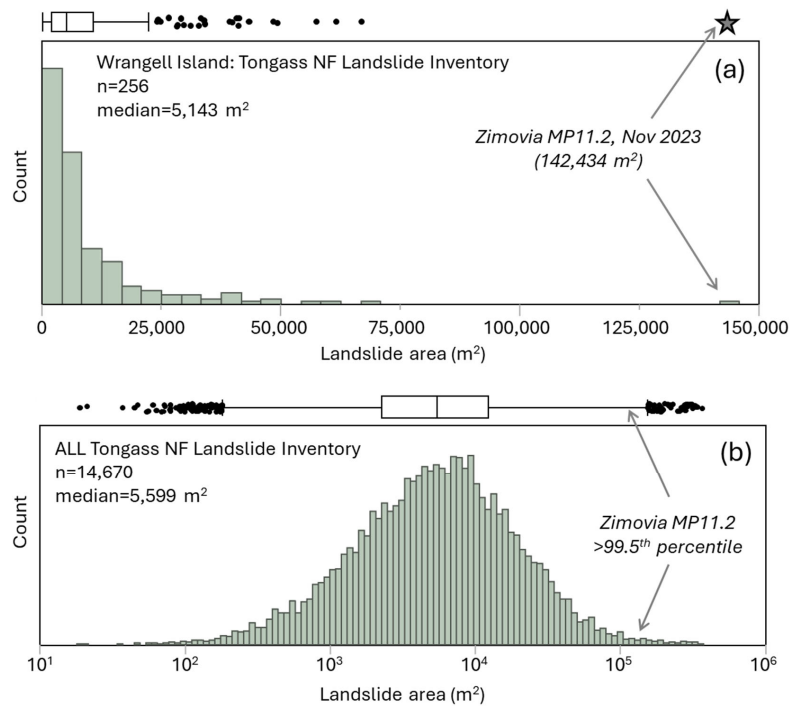 Wrangell Island: Tongass NF Landslide Inventory
n=256
median=5,143 m²
(a)
Zimovia MP11.2, Nov 2023
(142,434 m²)
Count
0 25,000 50,000 75,000 100,000 125,000 150,000
Landslide area (m²)
ALL Tongass NF Landslide Inventory
n=14,670
median=5,599 m²
(b)
Zimovia MP11.2
>99.5th percentile
Count
10¹ 10² 10³ 10⁴ 10⁵ 10⁶
Landslide area (m²)